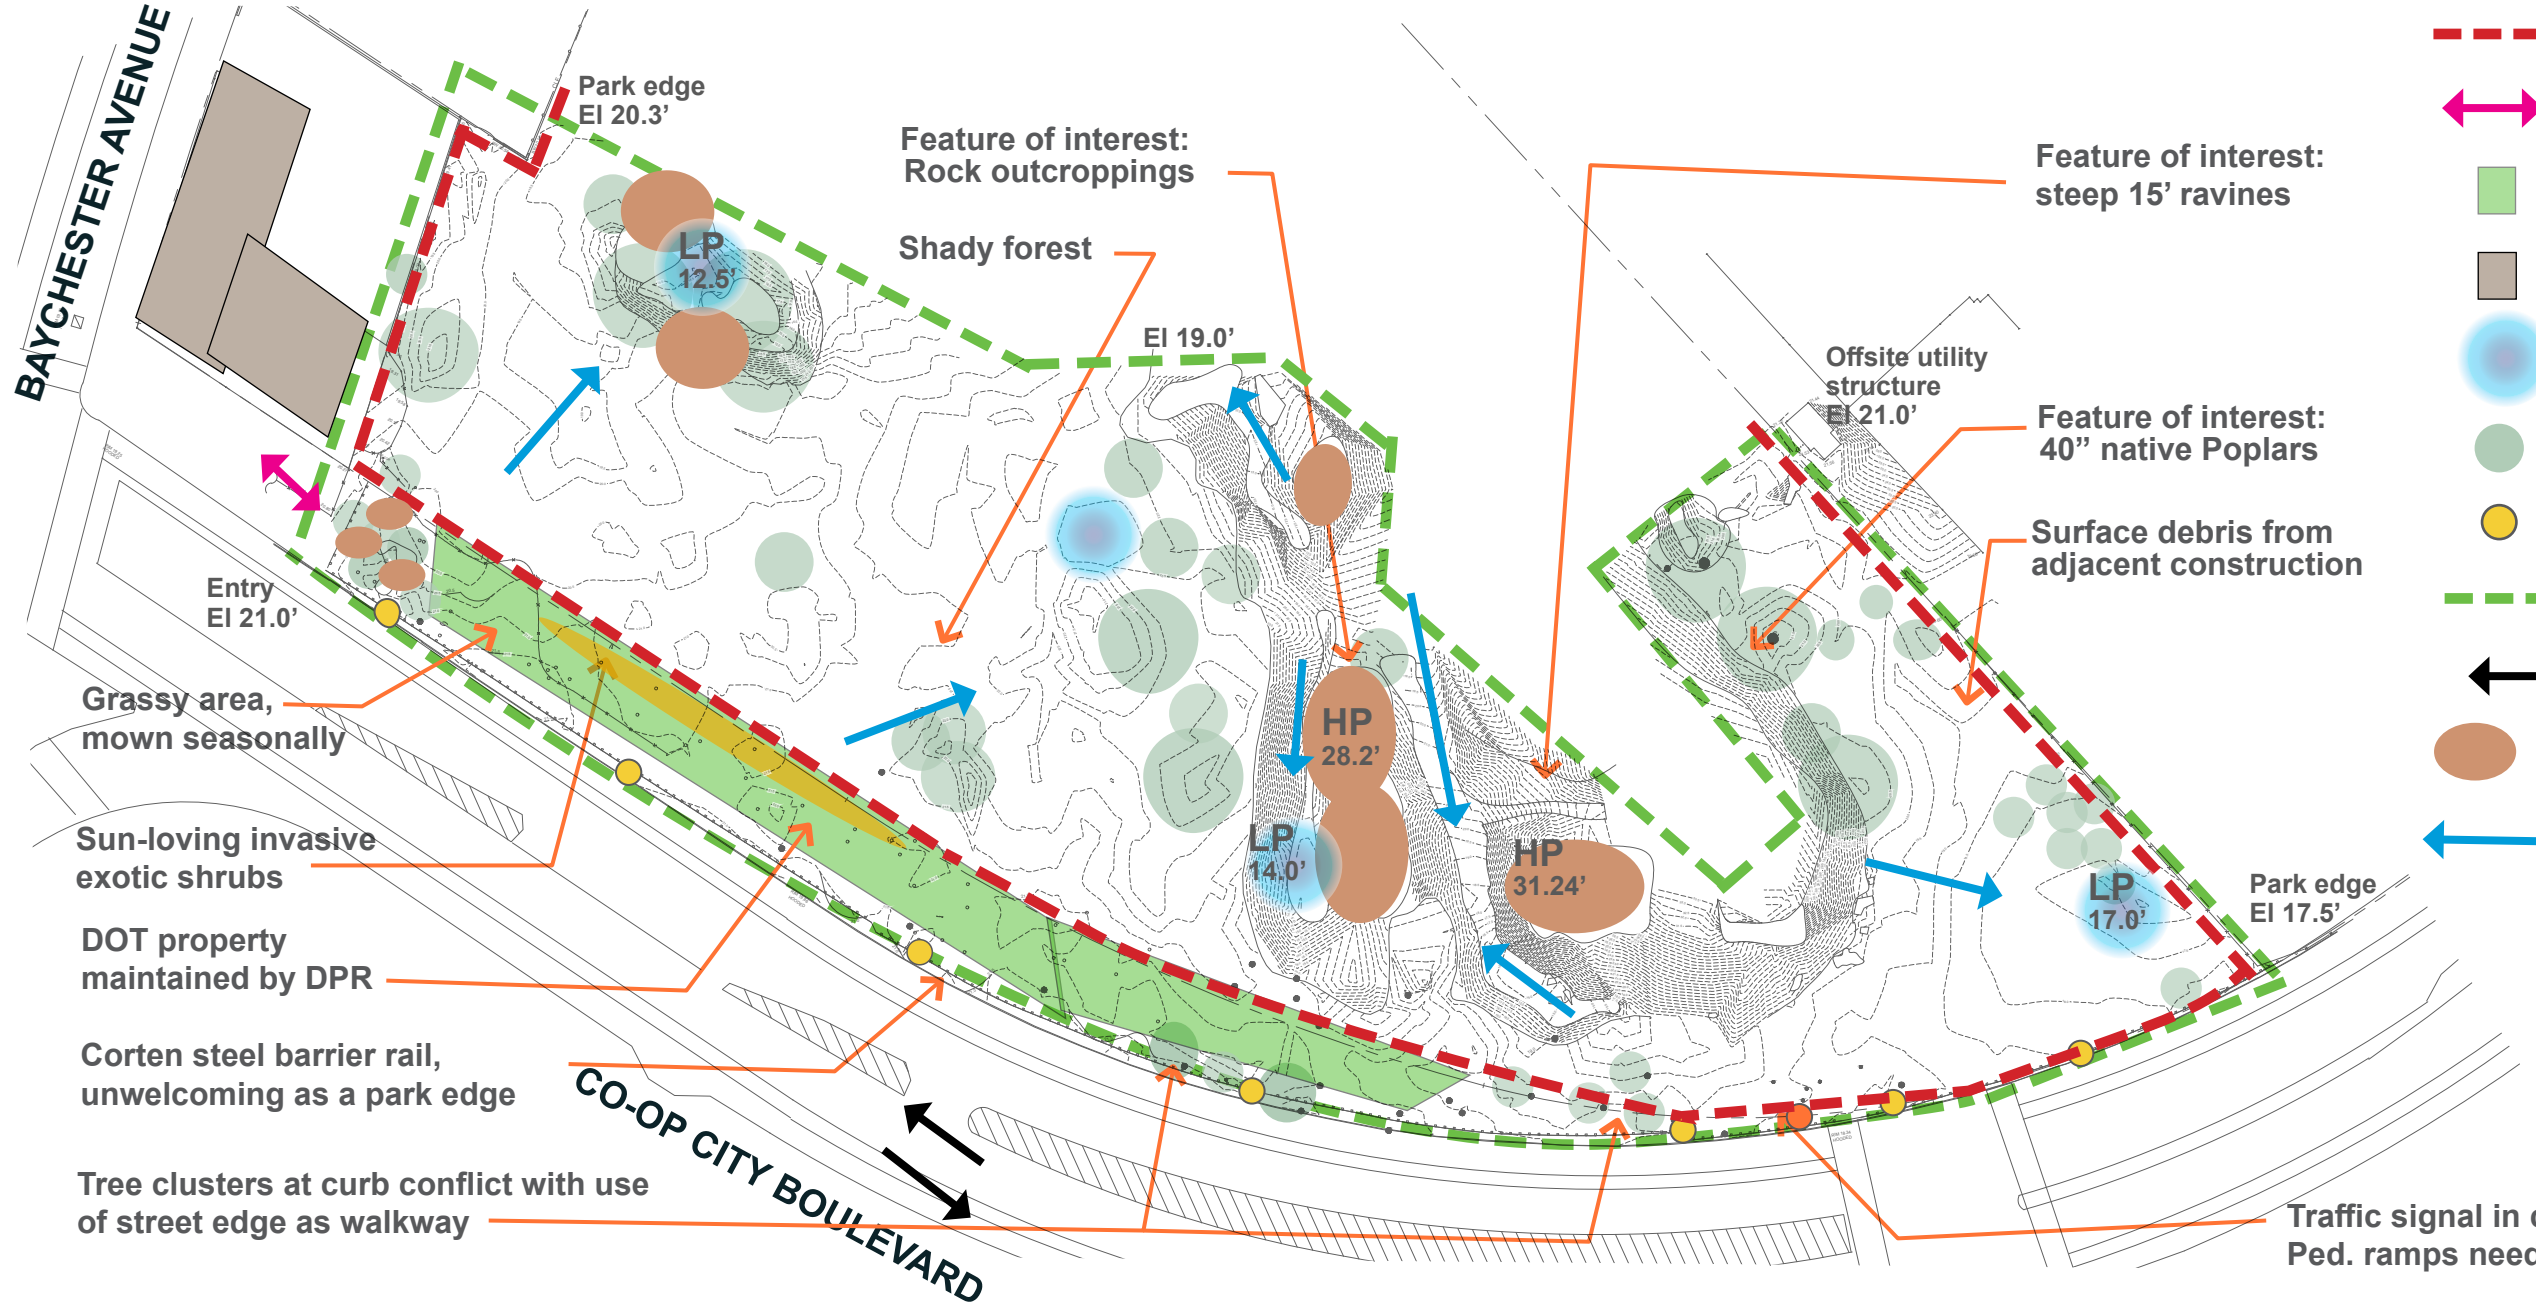 BAYCHESTER AVENUE
Park edge
El 20.3’
Feature of interest:
Rock outcroppings
Shady forest
LP
12.5’
El 19.0’
Feature of interest:
steep 15’ ravines
Offsite utility
structure
El 21.0’
Feature of interest:
40” native Poplars
Surface debris from
adjacent construction
Entry
El 21.0’
Grassy area,
mown seasonally
HP
28.2’
LP
14.0’
HP
31.24’
LP
17.0’
Park edge
El 17.5’
Sun-loving invasive
exotic shrubs
DOT property
maintained by DPR
Corten steel barrier rail,
unwelcoming as a park edge
CO-OP CITY BOULEVARD
Tree clusters at curb conflict with use
of street edge as walkway
Traffic signal in
Ped. ramps need